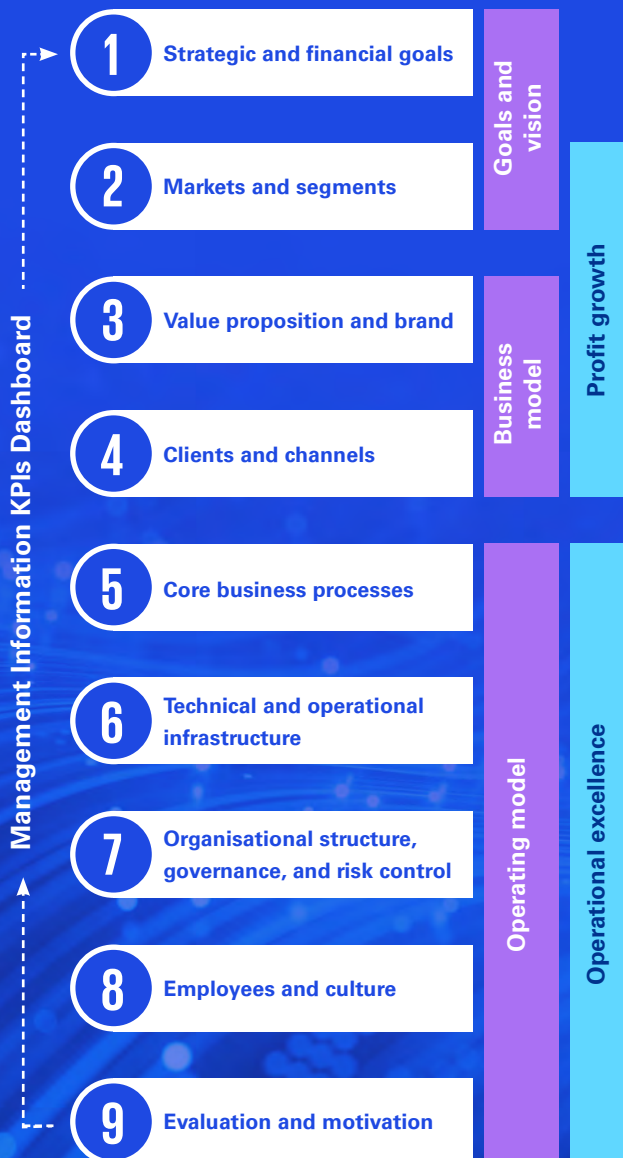 1
Strategic and financial goals
2
Markets and segments
3
Value proposition and brand
4
Clients and channels
5
Core business processes
6
Technical and operational
infrastructure
7
Organisational structure,
governance, and risk control
8
Employees and culture
9
Evaluation and motivation
Management Information KPIs Dashboard
Goals and
vision
Business
model
Operating model
Profit growth
Operational excellence